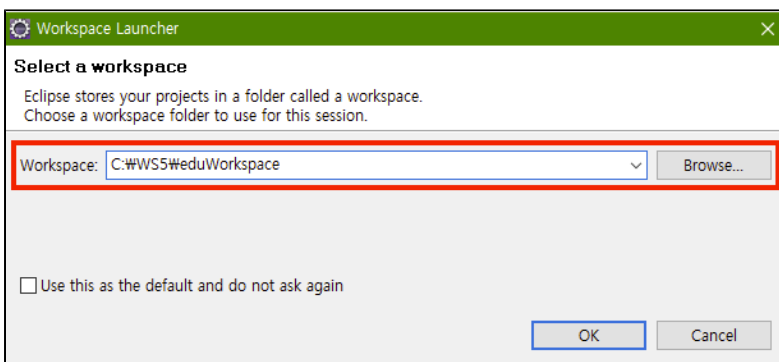 Workspace Launcher
Select a workspace
Eclipse stores your projects in a folder called a workspace.
Choose a workspace folder to use for this session.
Workspace: C:₩WS5₩eduWorkspace Browse...
Use this as the default and do not ask again
OK Cancel